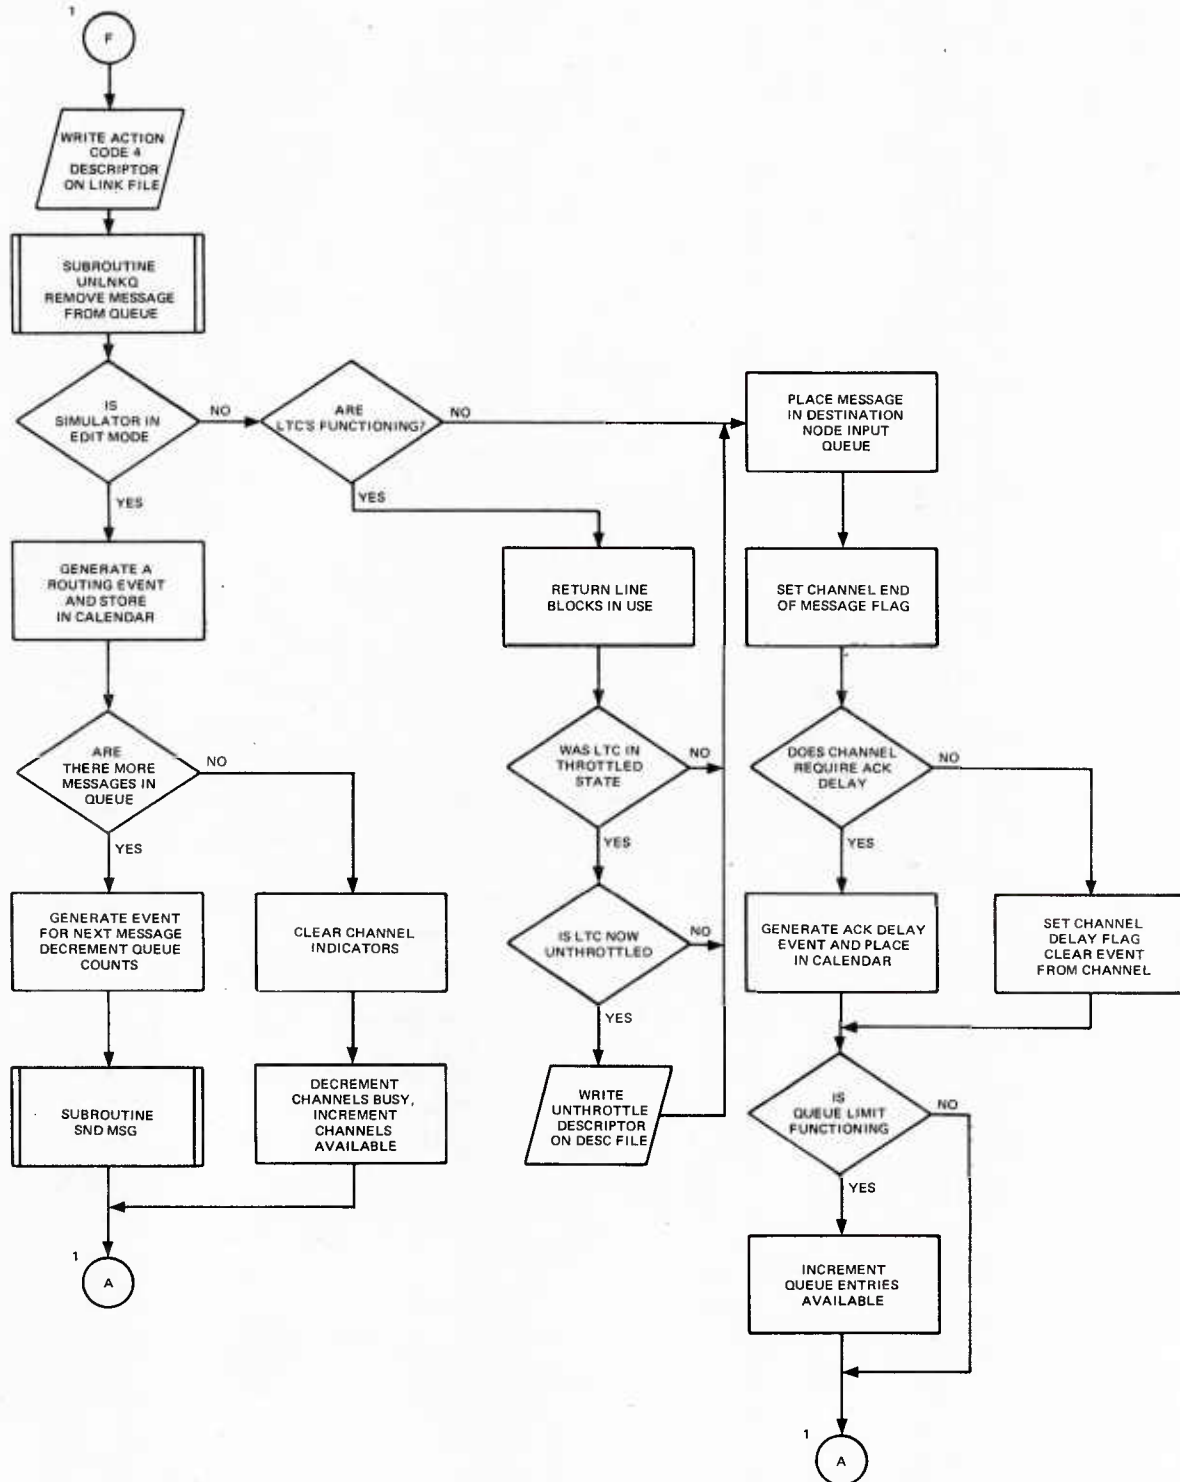 1
F
WRITE ACTION
CODE 4
DESCRIPTOR
ON LINK FILE
SUBROUTINE
UNLNKQ
REMOVE MESSAGE
FROM QUEUE
IS
SIMULATOR IN
EDIT MODE
NO
YES
ARE
LTC'S FUNCTIONING?
NO
YES
GENERATE A
ROUTING EVENT
AND STORE
IN CALENDAR
ARE
THERE MORE
MESSAGES IN
QUEUE
NO
YES
GENERATE EVENT
FOR NEXT MESSAGE
DECREMENT QUEUE
COUNTS
CLEAR CHANNEL
INDICATORS
SUBROUTINE
SND MSG
DECREMENT
CHANNELS BUSY,
INCREMENT
CHANNELS
AVAILABLE
1
A
RETURN LINE
BLOCKS IN USE
WAS LTC IN
THROTTLED
STATE
NO
YES
IS LTC NOW
UNTHROTTLED
NO
YES
WRITE
UNTHROTTLE
DESCRIPTOR
ON DESC FILE
PLACE MESSAGE
IN DESTINATION
NODE INPUT
QUEUE
SET CHANNEL END
OF MESSAGE FLAG
DOES CHANNEL
REQUIRE ACK
DELAY
NO
YES
GENERATE ACK DELAY
EVENT AND PLACE
IN CALENDAR
SET CHANNEL
DELAY FLAG
CLEAR EVENT
FROM CHANNEL
IS
QUEUE LIMIT
FUNCTIONING
NO
YES
INCREMENT
QUEUE ENTRIES
AVAILABLE
1
A